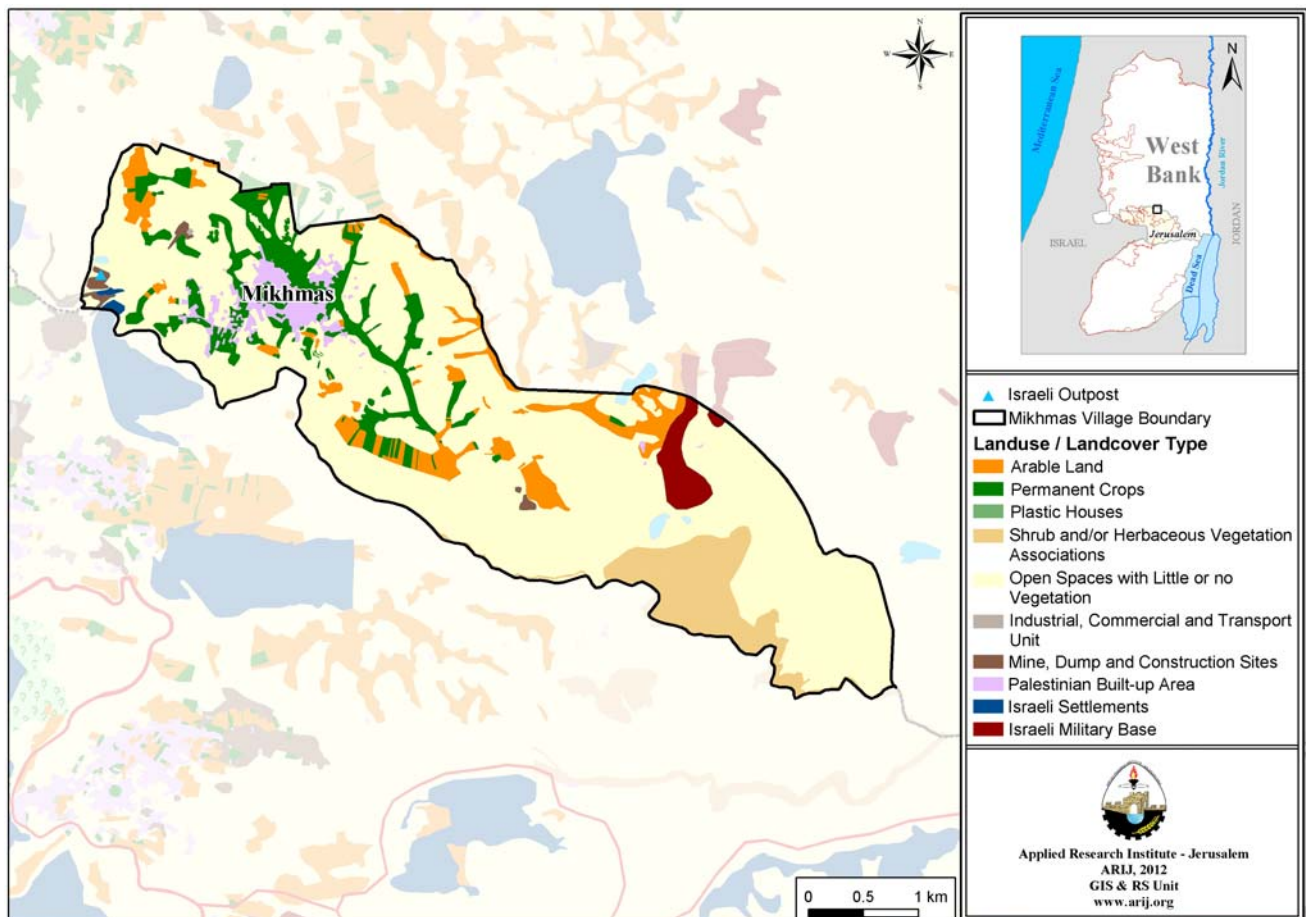 N
W
E
S
Mikhmas
0 0.5 1 km
N
Mediterranean Sea
West
Bank
Jordan River
Jerusalem
ISRAEL
JORDAN
Dead Sea
Israeli Outpost
Mikhmas Village Boundary
Landuse / Landcover Type
Arable Land
Permanent Crops
Plastic Houses
Shrub and/or Herbaceous Vegetation
Associations
Open Spaces with Little or no
Vegetation
Industrial, Commercial and Transport
Unit
Mine, Dump and Construction Sites
Palestinian Built-up Area
Israeli Settlements
Israeli Military Base
Applied Research Institute - Jerusalem
ARIJ, 2012
GIS & RS Unit
www.arij.org